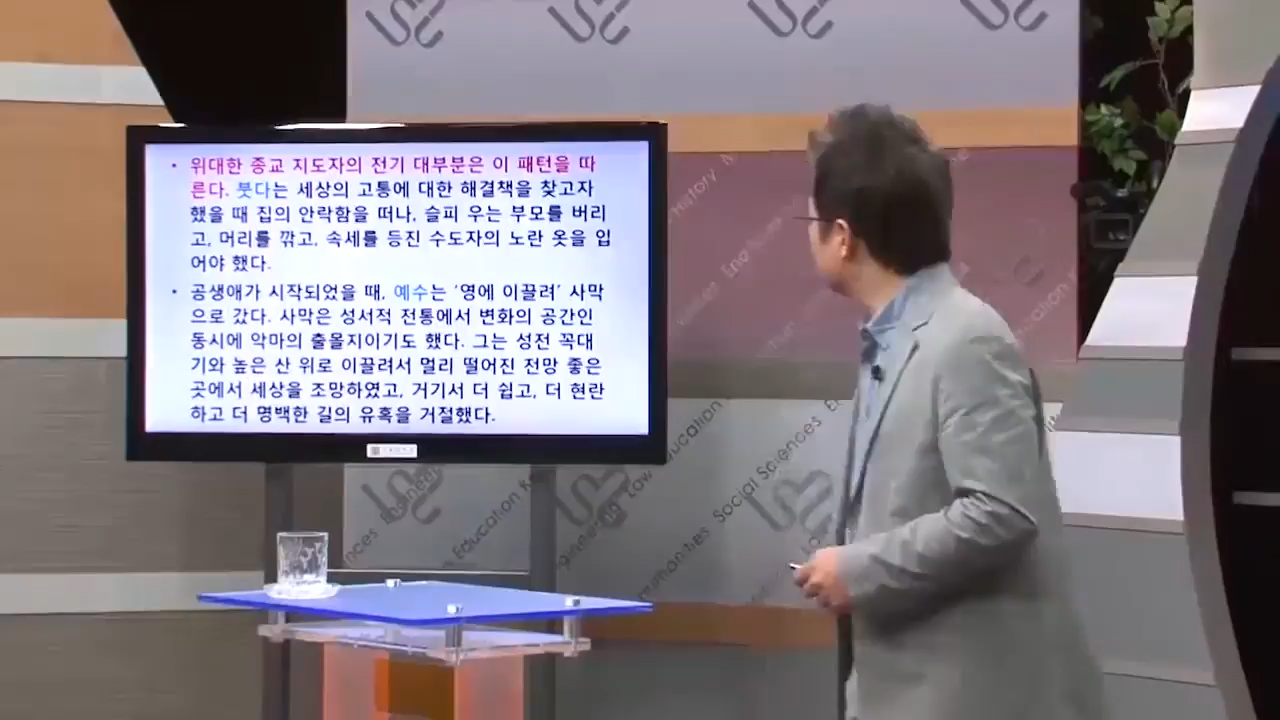 • 위대한 종교 지도자의 전기 대부분은 이 패턴을 따
른다. 붓다는 세상의 고통에 대한 해결책을 찾고자
했을 때 집의 안락함을 떠나, 슬피 우는 부모를 버리
고, 머리를 깎고, 속세를 등진 수도자의 노란 옷을 입
어야 했다.
• 공생애가 시작되었을 때, 예수는 '영에 이끌려' 사막
으로 갔다. 사막은 성서적 전통에서 변화의 공간인
동시에 악마의 출몰지이기도 했다. 그는 성전 꼭대
기와 높은 산 위로 이끌려서 멀리 떨어진 전망 좋은
곳에서 세상을 조망하였고, 거기서 더 쉽고, 더 현란
하고 더 명백한 길의 유혹을 거절했다.
History
Education
Law Education
Social Sciences
Education
Humanities